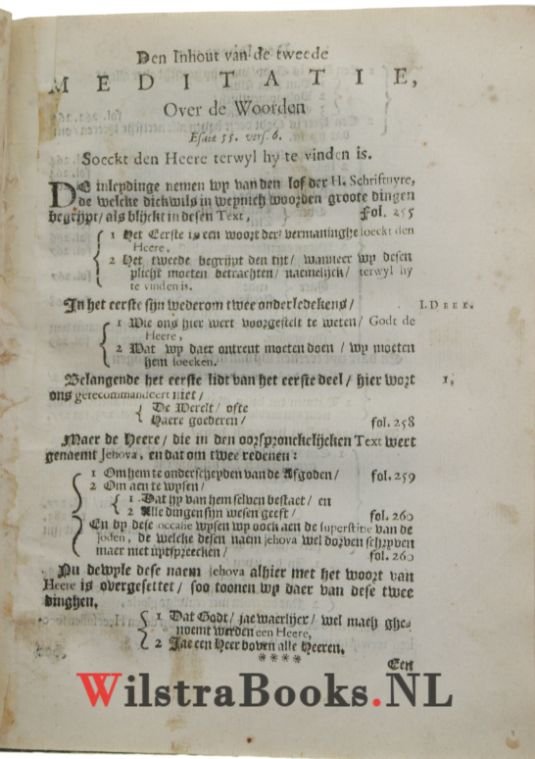 Den Inhout van de tweede
MEDITATIE,
Over de Woorden
Esaie 55. vers. 6.
Soeckt den Heere terwyl hy te vinden is.
De inleydinge nemen wy van den lof der H. Schriftuyre,
de welcke dickwils in weynich woorden groote dingen
begrypt/ als blijckt in desen Text, Fol. 255
1 Het Eerste is een woort der vermaninghe soeckt den
Heere,
2 Het tweede begrypt den tijt/ wanneer wy desen
plicht moeten betrachten/ naemelijck/ terwyl hy
te vinden is.
In het eerste sijn wederom twee onderledekens/ I. DEEL.
1 Wie ons hier wert voorgestelt te weten/ Godt de
Heere,
2 Wat wy daer ontrent moeten doen/ wy moeten
hem soecken.
Belangende het eerste lidt van het eerste deel/ hier wort 1,
ons gerecommandeert niet/
De Werelt/ ofte
Haere goederen/ fol. 258
Maer de Heere/ die in den oorspronckelijcken Text wert
genaemt Jehova, en dat om twee redenen:
1 Om hem te onderscheyden van de Afgoden/ fol. 259
2 Om aen te wysen/
1 Dat hy van hem selven bestaet/ en
2 Alle dingen sijn wesen geeft/ fol. 260
En by dese occasie wysen wy oock aen de superstitie van de
Joden, de welcke desen naem Jehova wel dorven schryven
maer niet uytspreecken/ fol. 260
Nu dewyle dese naem Jehova alhier met het woort van
Heere is overgesettet/ soo toonen wy daer van dese twee
dinghen,
1 Dat Godt/ jae waerlijck/ wel mach ghe-
noemt werden een Heere,
2 Jae een Heer boven alle Heeren.
****
Een
WilstraBooks.NL